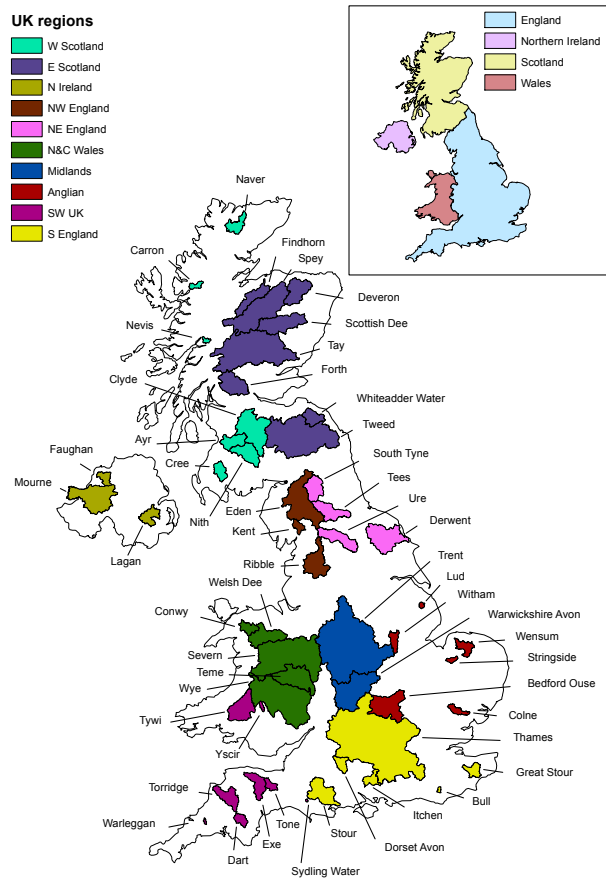 UK regions
W Scotland
E Scotland
N Ireland
NW England
NE England
N&C Wales
Midlands
Anglian
SW UK
S England
England
Northern Ireland
Scotland
Wales
Naver
Findhorn
Spey
Carron
Deveron
Scottish Dee
Nevis
Tay
Clyde
Forth
Whiteadder Water
Tweed
Ayr
South Tyne
Faughan
Cree
Tees
Mourne
Ure
Nith
Eden
Derwent
Kent
Lagan
Trent
Ribble
Lud
Welsh Dee
Witham
Conwy
Warwickshire Avon
Wensum
Severn
Stringside
Teme
Bedford Ouse
Wye
Tywi
Colne
Thames
Yscir
Great Stour
Torridge
Bull
Itchen
Warleggan
Tone
Stour
Dorset Avon
Exe
Dart
Sydling Water